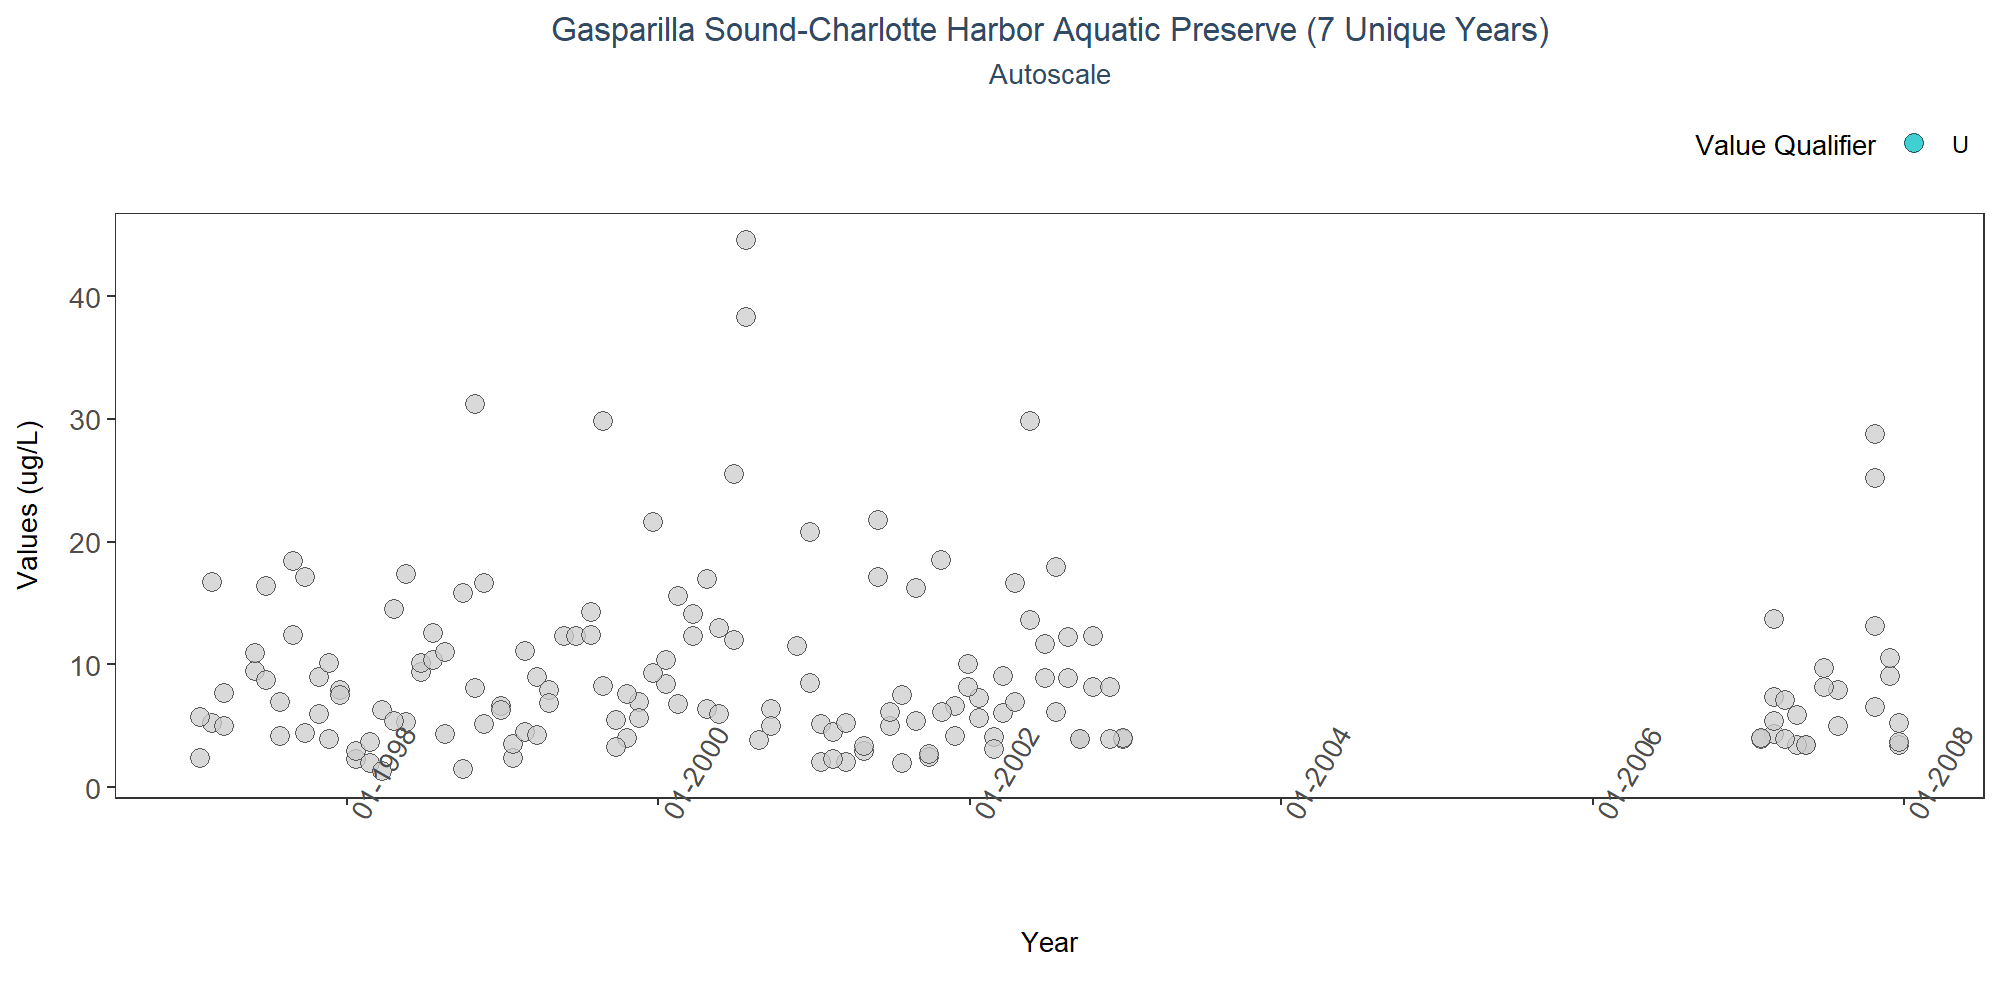 Gasparilla Sound-Charlotte Harbor Aquatic Preserve (7 Unique Years)
Autoscale
Value Qualifier U
Values (ug/L)
40
30
20
10
0
01-1998
01-2000
01-2002
01-2004
01-2006
01-2008
Year